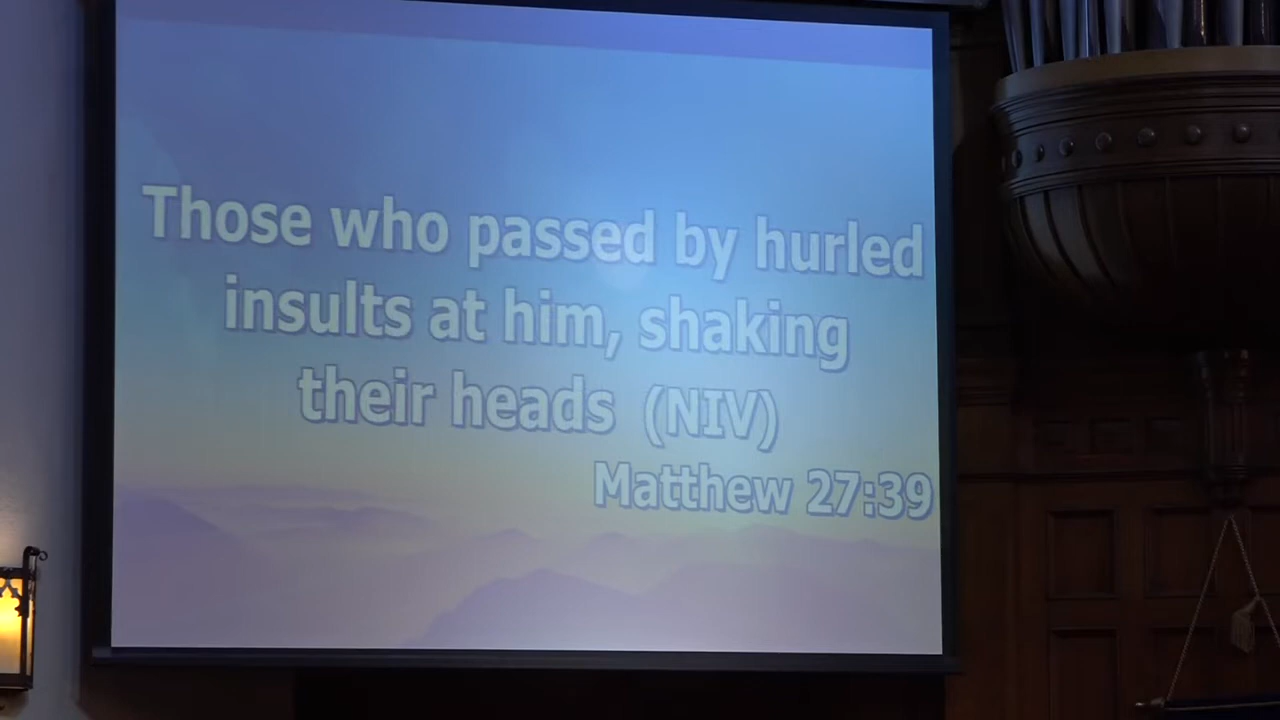 Those who passed by hurled
insults at him, shaking
their heads (NIV)
Matthew 27:39